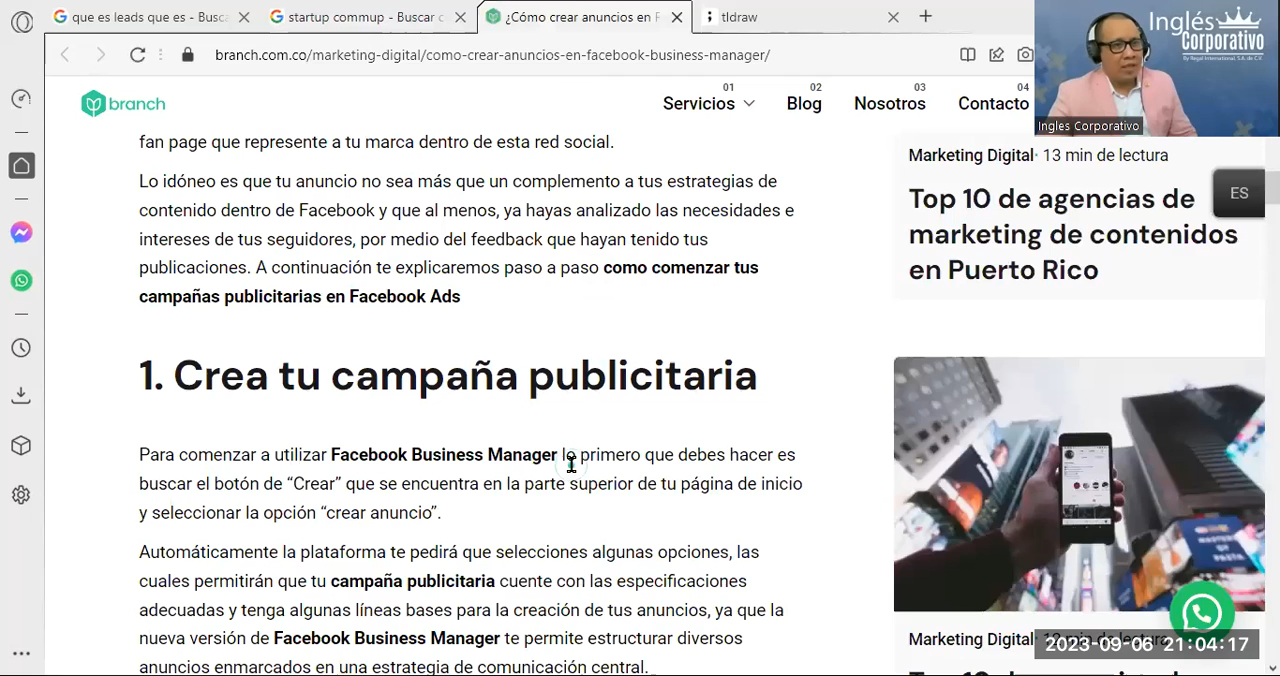 que es leads que es - Busca
startup commup - Buscar c
¿Cómo crear anuncios en F
tldraw
branch.com.co/marketing-digital/como-crear-anuncios-en-facebook-business-manager/
branch
Servicios
01
Blog
02
Nosotros
03
Contacto
04
Inglés
Corporativo
By Regal International, S.A. de C.V.
Ingles Corporativo
ES
fan page que represente a tu marca dentro de esta red social.
Lo idóneo es que tu anuncio no sea más que un complemento a tus estrategias de
contenido dentro de Facebook y que al menos, ya hayas analizado las necesidades e
intereses de tus seguidores, por medio del feedback que hayan tenido tus
publicaciones. A continuación te explicaremos paso a paso como comenzar tus
campañas publicitarias en Facebook Ads
1. Crea tu campaña publicitaria
Para comenzar a utilizar Facebook Business Manager lo primero que debes hacer es
buscar el botón de “Crear” que se encuentra en la parte superior de tu página de inicio
y seleccionar la opción “crear anuncio”.
Automáticamente la plataforma te pedirá que selecciones algunas opciones, las
cuales permitirán que tu campaña publicitaria cuente con las especificaciones
adecuadas y tenga algunas líneas bases para la creación de tus anuncios, ya que la
nueva versión de Facebook Business Manager te permite estructurar diversos
anuncios enmarcados en una estrategia de comunicación central.
Marketing Digital· 13 min de lectura
Top 10 de agencias de
marketing de contenidos
en Puerto Rico
Marketing Digital
2023-09-06 21:04:17